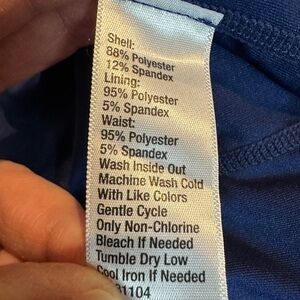 Shell:
88% Polyester
12% Spandex
Lining:
95% Polyester
5% Spandex
Waist:
95% Polyester
5% Spandex
Wash Inside Out
Machine Wash Cold
With Like Colors
Gentle Cycle
Only Non-Chlorine
Bleach If Needed
Tumble Dry Low
Cool Iron If Needed